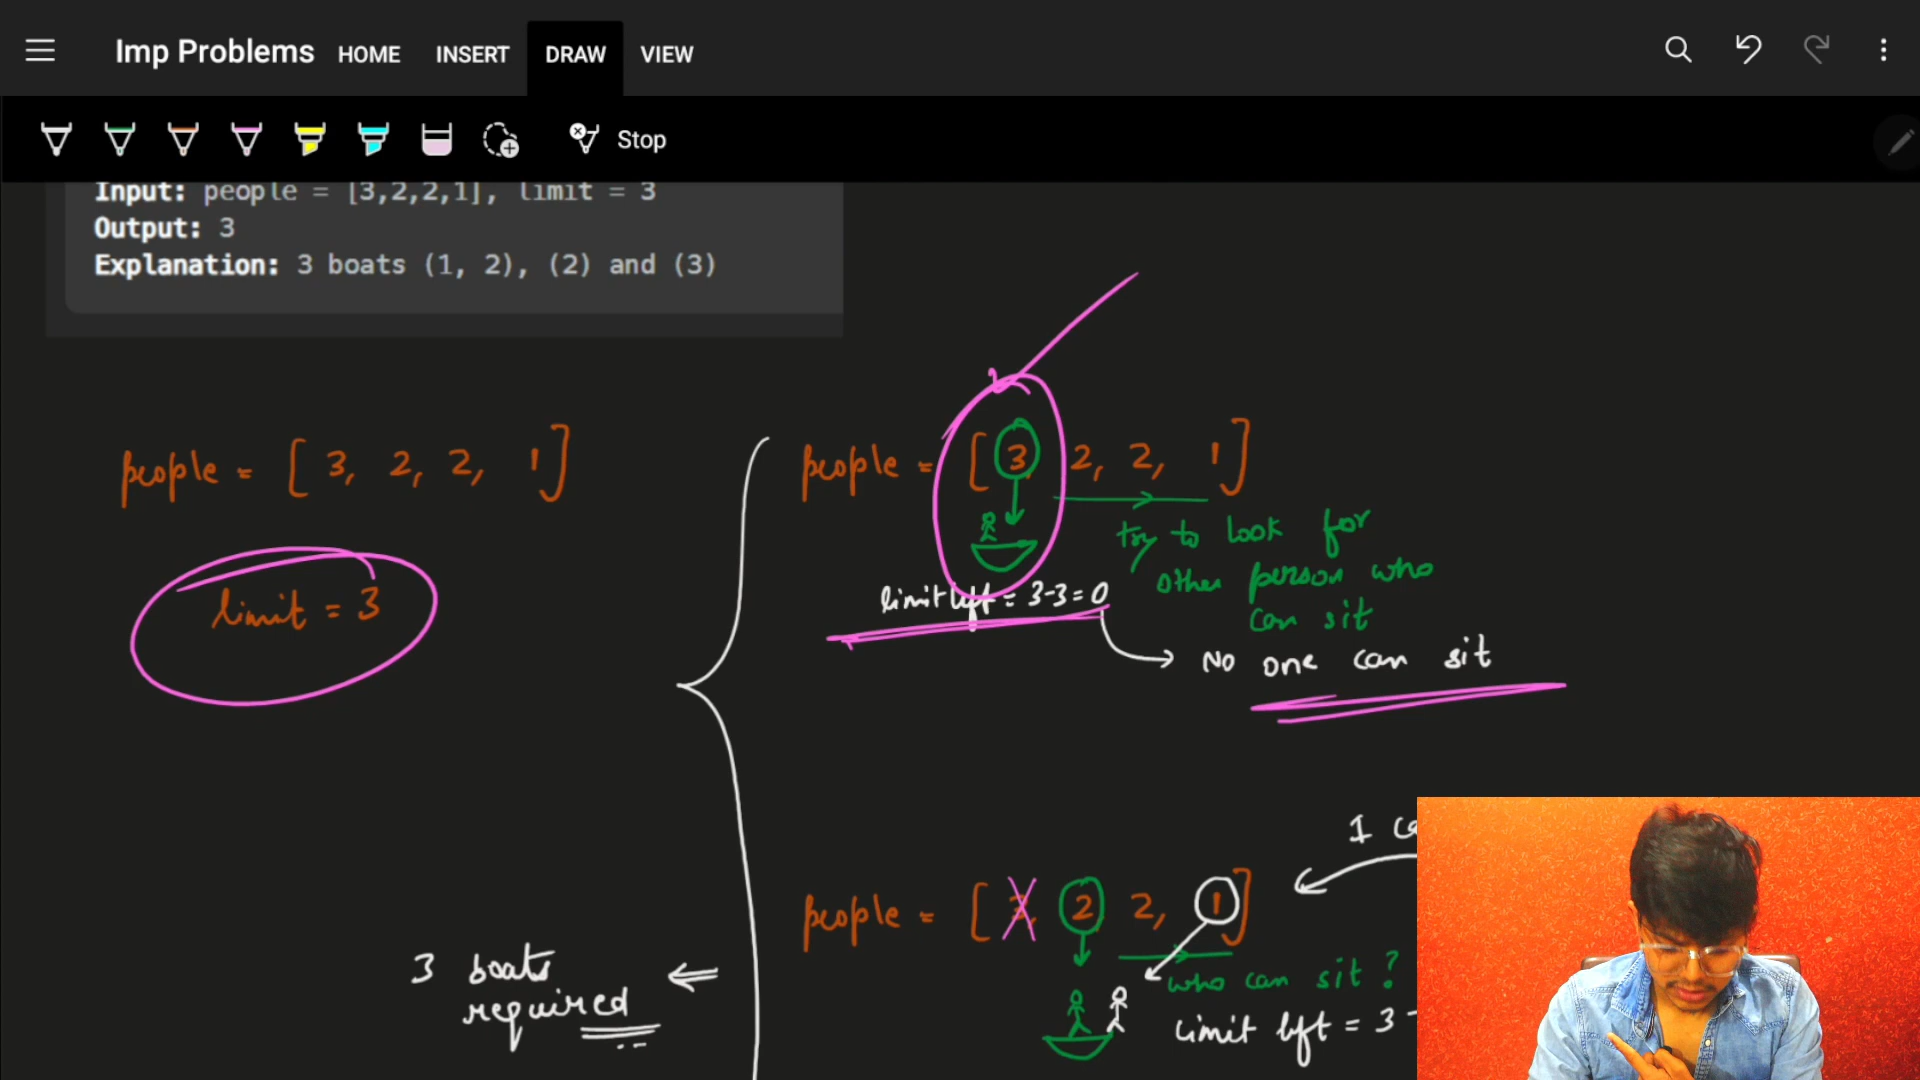 Imp Problems HOME INSERT DRAW VIEW
Stop
Input: people = [3,2,2,1], limit = 3
Output: 3
Explanation: 3 boats (1, 2), (2) and (3)
people = [ 3, 2, 2, 1 ]
limit = 3
people = [ 3, 2, 2, 1 ]
try to look for
other person who
can sit
limit left = 3-3 = 0
No one can sit
1 ca
people = [ 2 2, 1 ]
who can sit ?
limit left = 3 -
3 boats
required